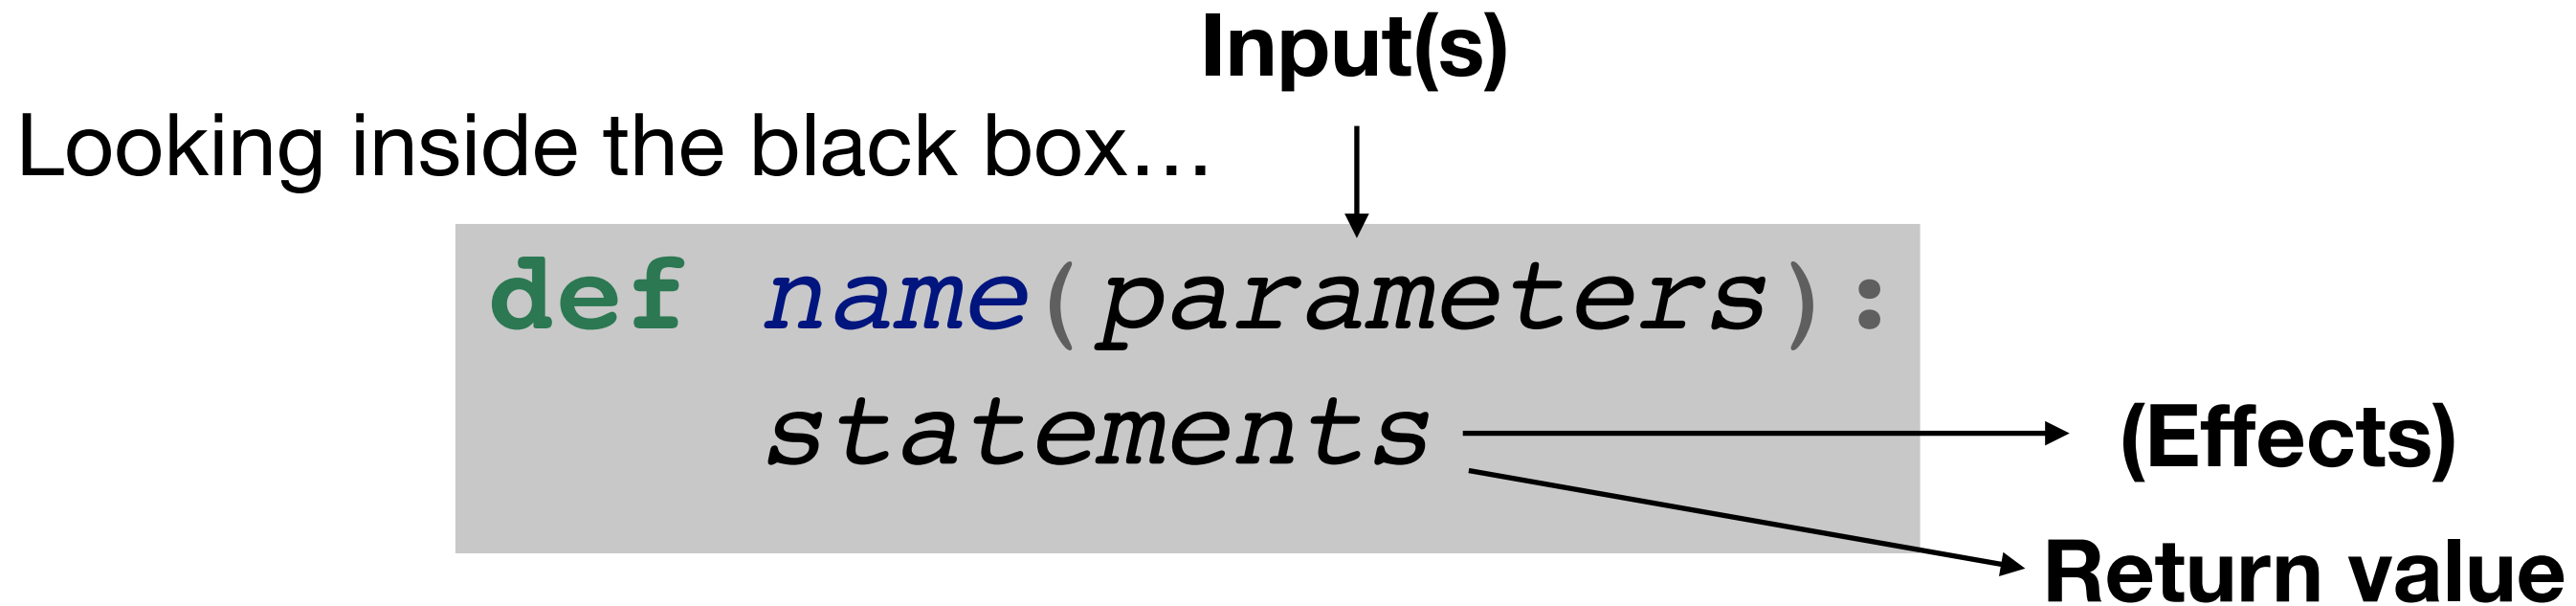 Input(s)
Looking inside the black box…
def name(parameters):
statements
(Effects)
Return value